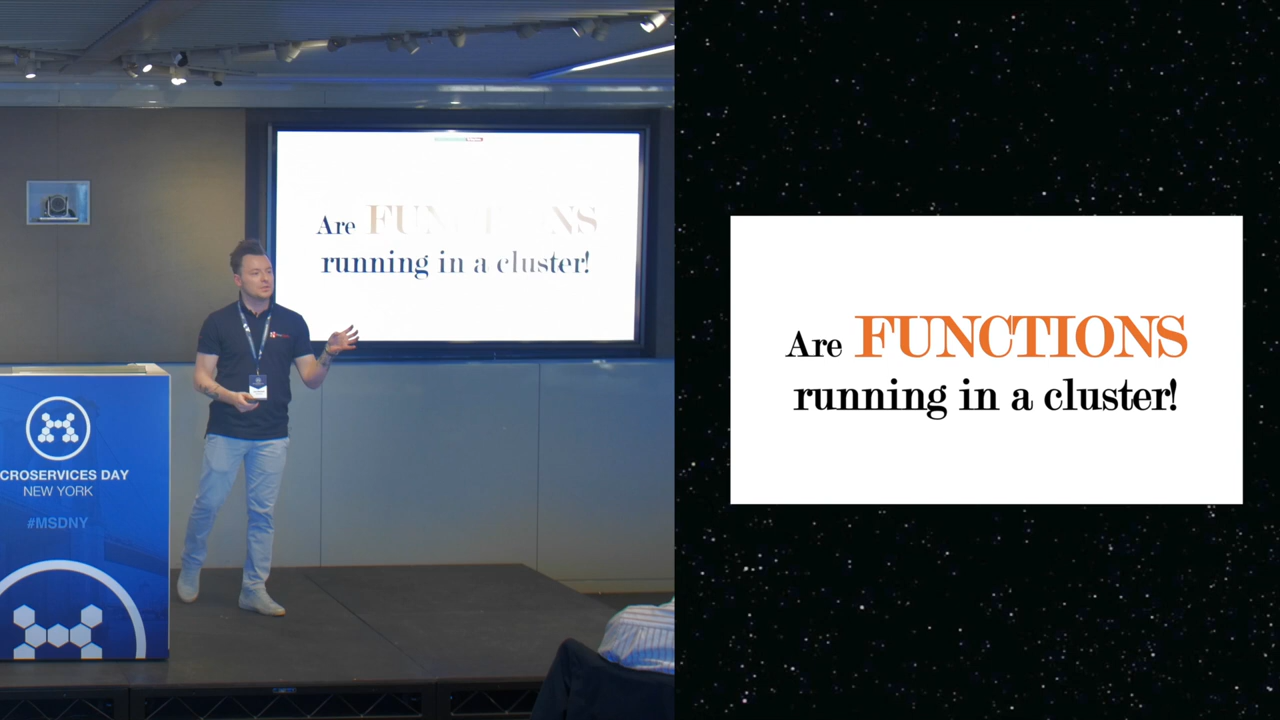 Are FUNCTIONS
running in a cluster!
CROSERVICES DAY
NEW YORK
#MSDNY
Are FUNCTIONS
running in a cluster!